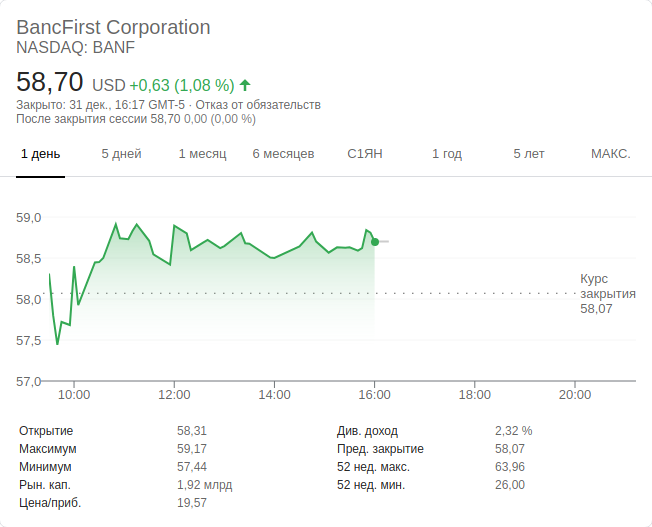 BancFirst Corporation
NASDAQ: BANF
58,70 USD +0,63 (1,08 %)
Закрыто: 31 дек., 16:17 GMT-5 · Отказ от обязательств
После закрытия сессии 58,70 0,00 (0,00 %)
1 день 5 дней 1 месяц 6 месяцев С1ЯН 1 год 5 лет МАКС.
59,0
58,5
58,0
57,5
57,0
Курс
закрытия
58,07
10:00 12:00 14:00 16:00 18:00 20:00
Открытие 58,31 Див. доход 2,32 %
Максимум 59,17 Пред. закрытие 58,07
Минимум 57,44 52 нед. макс. 63,96
Рын. кап. 1,92 млрд 52 нед. мин. 26,00
Цена/приб. 19,57